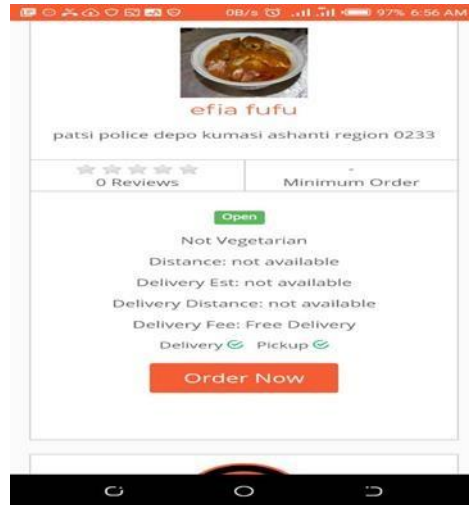 0B/s 97% 6:56 AM
efia fufu
patsi police depo kumasi ashanti region 0233
0 Reviews
- Minimum Order
Open
Not Vegetarian
Distance: not available
Delivery Est: not available
Delivery Distance: not available
Delivery Fee: Free Delivery
Delivery Pickup
Order Now